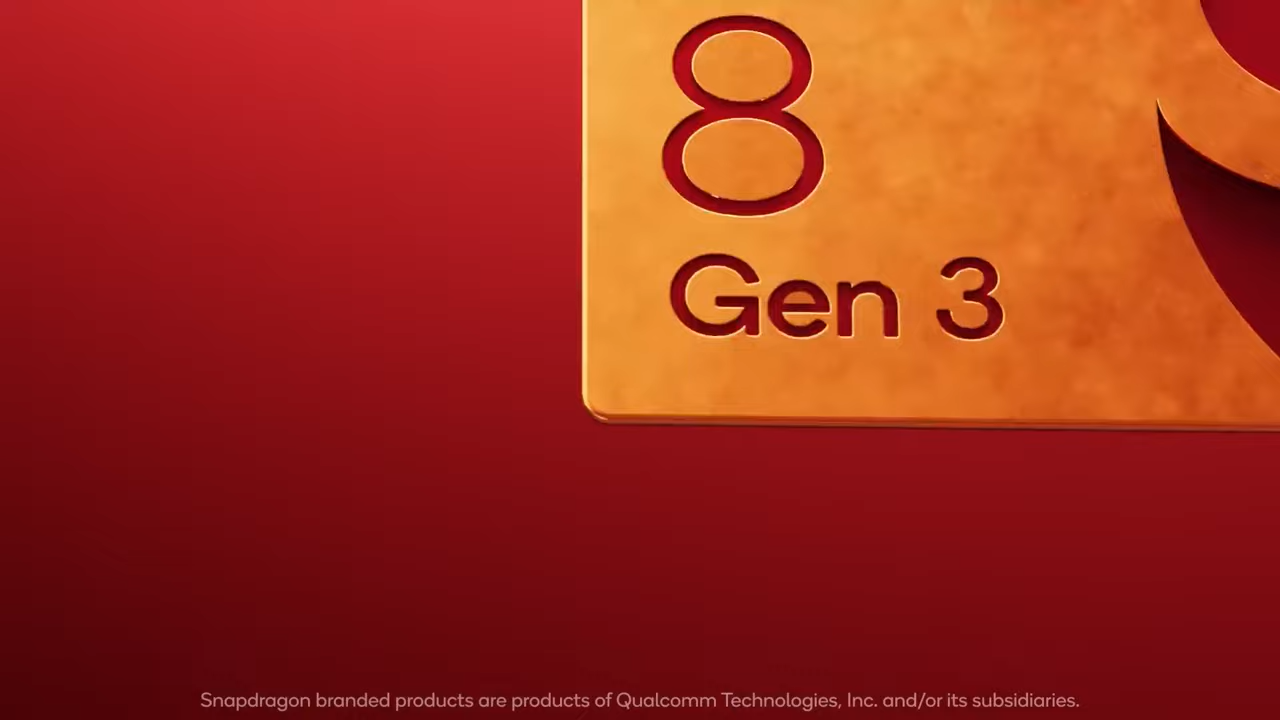 8
Gen 3
Snapdragon branded products are products of Qualcomm Technologies, Inc. and/or its subsidiaries.